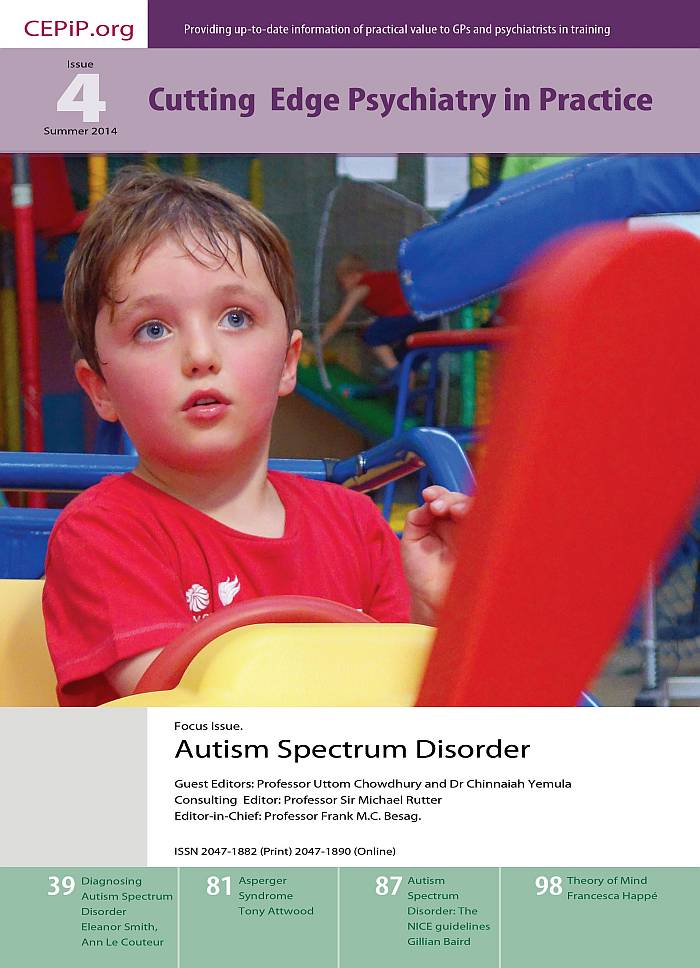 CEPiP.org
Providing up-to-date information of practical value to GPs and psychiatrists in training
Issue
4
Summer 2014
Cutting Edge Psychiatry in Practice
Focus Issue.
Autism Spectrum Disorder
Guest Editors: Professor Uttom Chowdhury and Dr Chinnaiah Yemula
Consulting Editor: Professor Sir Michael Rutter
Editor-in-Chief: Professor Frank M.C. Besag.
ISSN 2047-1882 (Print) 2047-1890 (Online)
39
Diagnosing
Autism Spectrum
Disorder
Eleanor Smith,
Ann Le Couteur
81
Asperger
Syndrome
Tony Attwood
87
Autism
Spectrum
Disorder: The
NICE guidelines
Gillian Baird
98
Theory of Mind
Francesca Happé